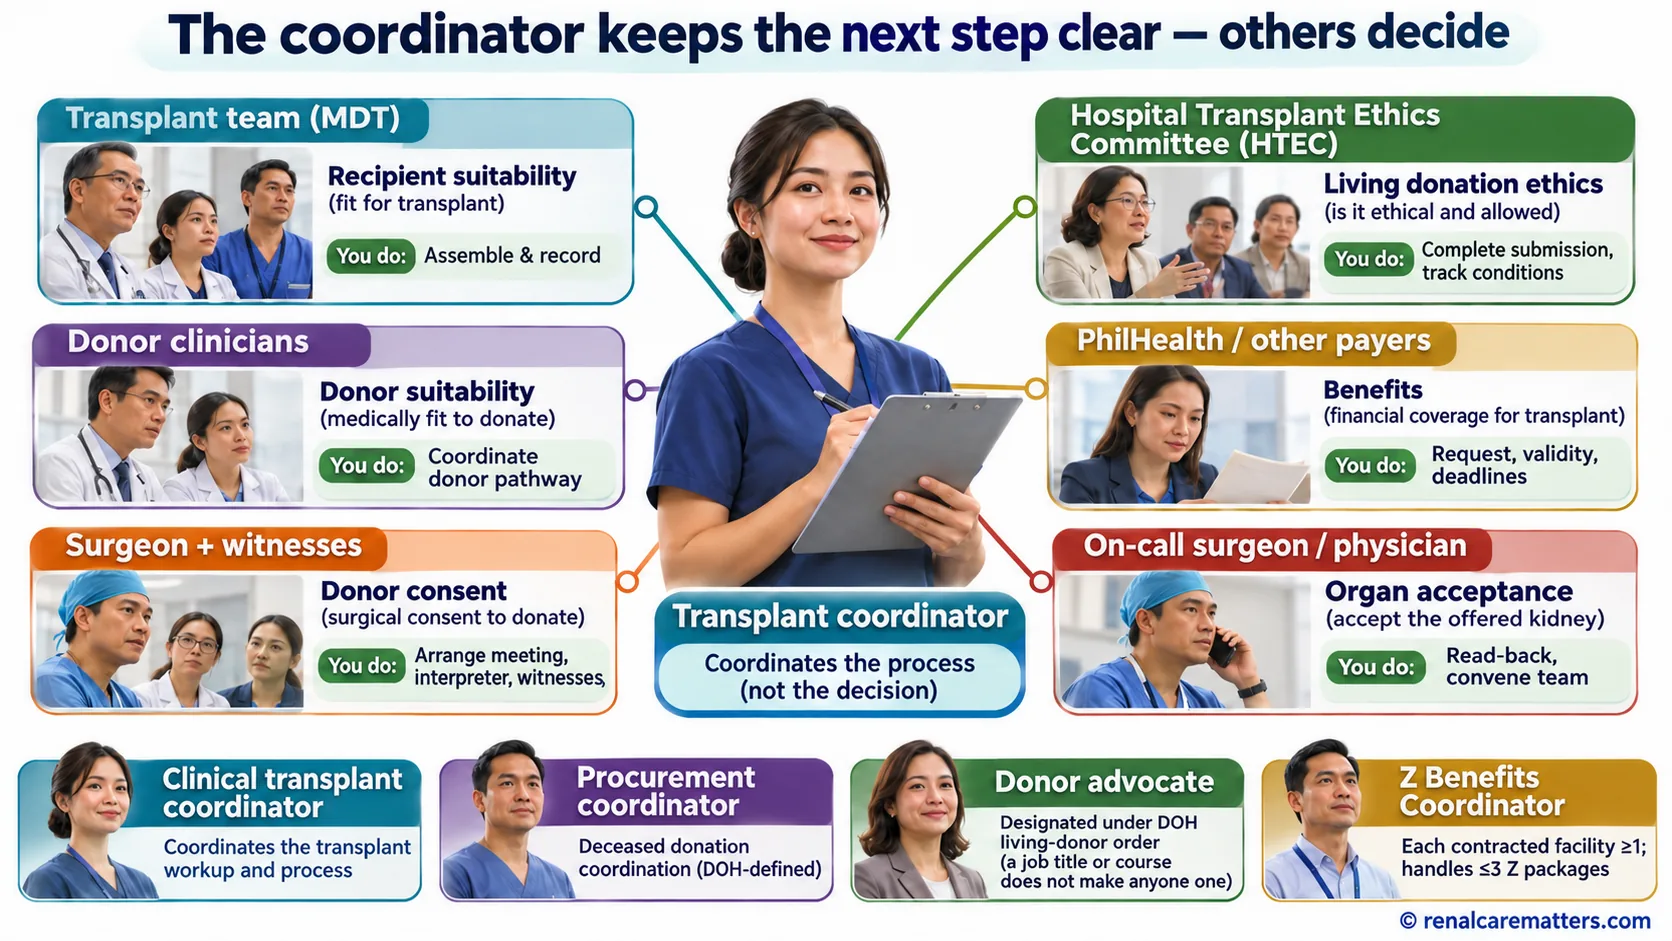 The coordinator keeps the next step clear — others decide
Transplant team (MDT)
Recipient suitability
(fit for transplant)
You do: Assemble & record
Donor clinicians
Donor suitability
(medically fit to donate)
You do: Coordinate
donor pathway
Surgeon + witnesses
Donor consent
(surgical consent to donate)
You do: Arrange meeting,
interpreter, witnesses,
Transplant coordinator
Coordinates the process
(not the decision)
Hospital Transplant Ethics
Committee (HTEC)
Living donation ethics
(is it ethical and allowed)
You do: Complete submission,
track conditions
PhilHealth / other payers
Benefits
(financial coverage for transplant)
You do: Request, validity,
deadlines
On-call surgeon / physician
Organ acceptance
(accept the offered kidney)
You do: Read-back,
convene team
Clinical transplant
coordinator
Coordinates the transplant
workup and process
Procurement
coordinator
Deceased donation
coordination (DOH-defined)
Donor advocate
Designated under DOH
living-donor order
(a job title or course
does not make anyone one)
Z Benefits
Coordinator
Each contracted facility ≥1;
handles ≤3 Z packages
© renalcarematters.com